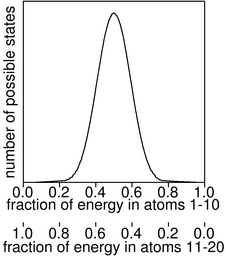 number of possible states
0.0 0.2 0.4 0.6 0.8 1.0
fraction of energy in atoms 1-10
1.0 0.8 0.6 0.4 0.2 0.0
fraction of energy in atoms 11-20